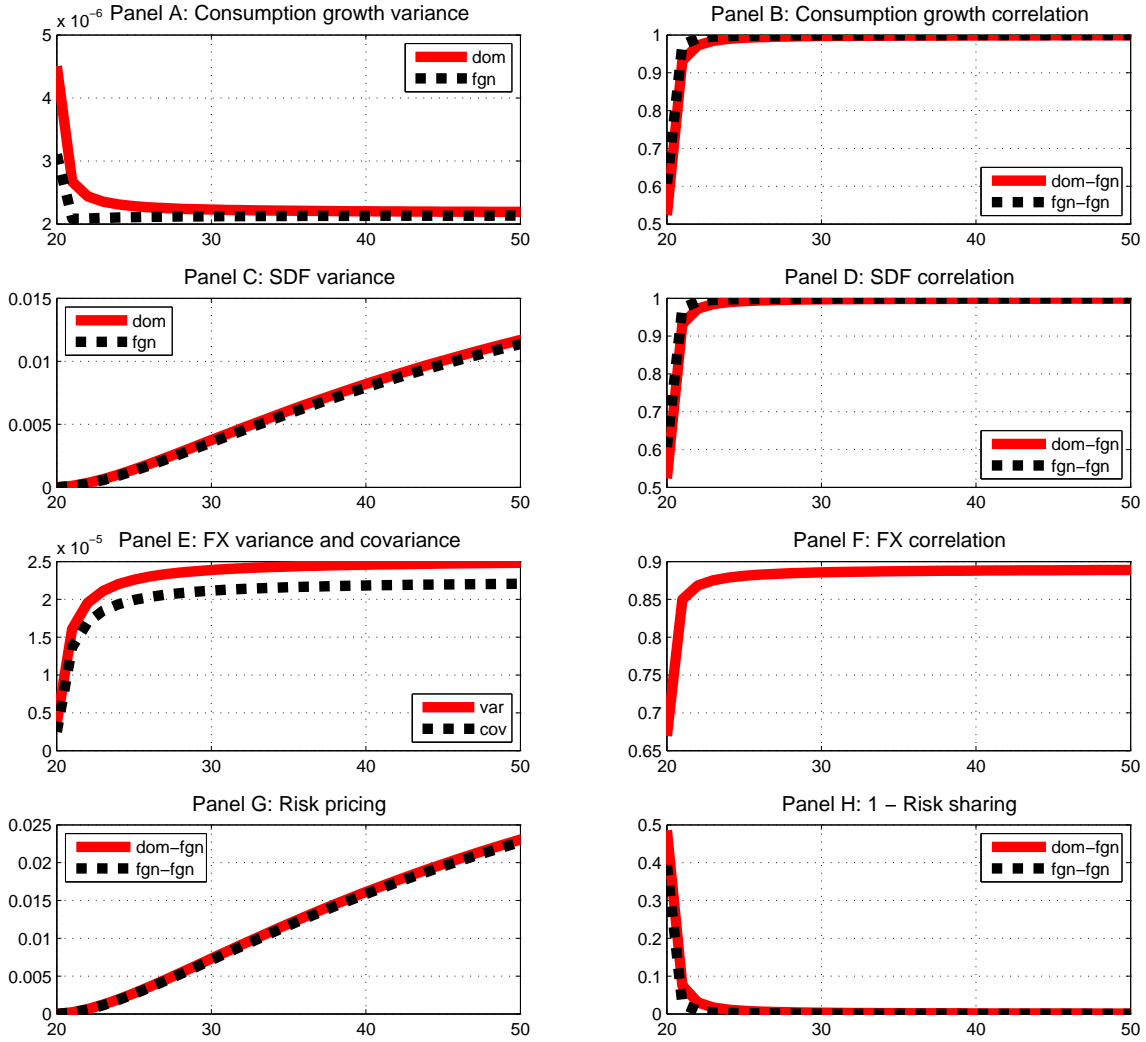 Panel A: Consumption growth variance
x 10⁻⁶
5
4
3
2
20 30 40 50
dom
fgn
Panel B: Consumption growth correlation
1
0.9
0.8
0.7
0.6
0.5
20 30 40 50
dom−fgn
fgn−fgn
Panel C: SDF variance
0.015
0.01
0.005
0
20 30 40 50
dom
fgn
Panel D: SDF correlation
1
0.9
0.8
0.7
0.6
0.5
20 30 40 50
dom−fgn
fgn−fgn
Panel E: FX variance and covariance
x 10⁻⁵
2.5
2
1.5
1
0.5
0
20 30 40 50
var
cov
Panel F: FX correlation
0.9
0.85
0.8
0.75
0.7
0.65
20 30 40 50
Panel G: Risk pricing
0.025
0.02
0.015
0.01
0.005
0
20 30 40 50
dom−fgn
fgn−fgn
Panel H: 1 − Risk sharing
0.5
0.4
0.3
0.2
0.1
0
20 30 40 50
dom−fgn
fgn−fgn